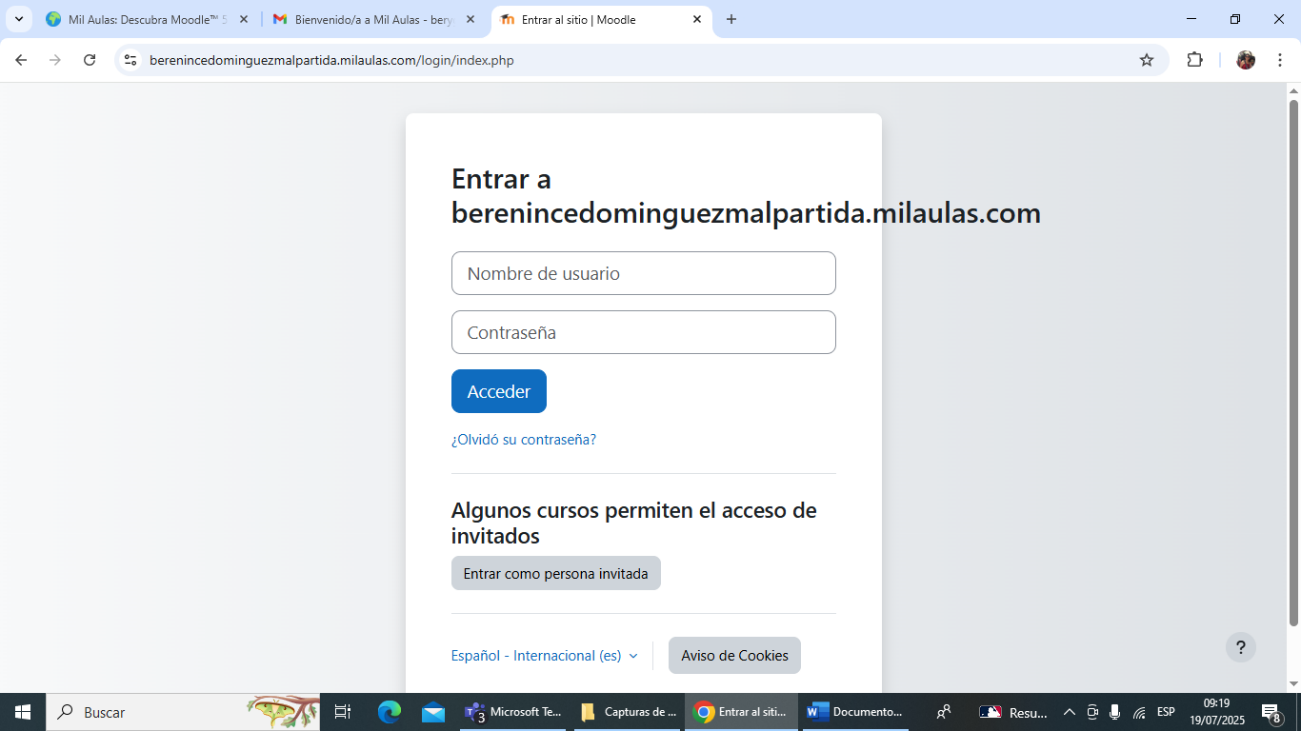 Mil Aulas: Descubra Moodle™
Bienvenido/a a Mil Aulas - bery
Entrar al sitio | Moodle
berenincedominguezmalpartida.milaulas.com/login/index.php
Entrar a
berenincedominguezmalpartida.milaulas.com
Nombre de usuario
Contraseña
Acceder
¿Olvidó su contraseña?
Algunos cursos permiten el acceso de
invitados
Entrar como persona invitada
Español - Internacional (es)
Aviso de Cookies
?
Buscar
3
Microsoft Te...
Capturas de ...
Entrar al siti...
Documento...
Resu...
ESP
09:19
19/07/2025
8